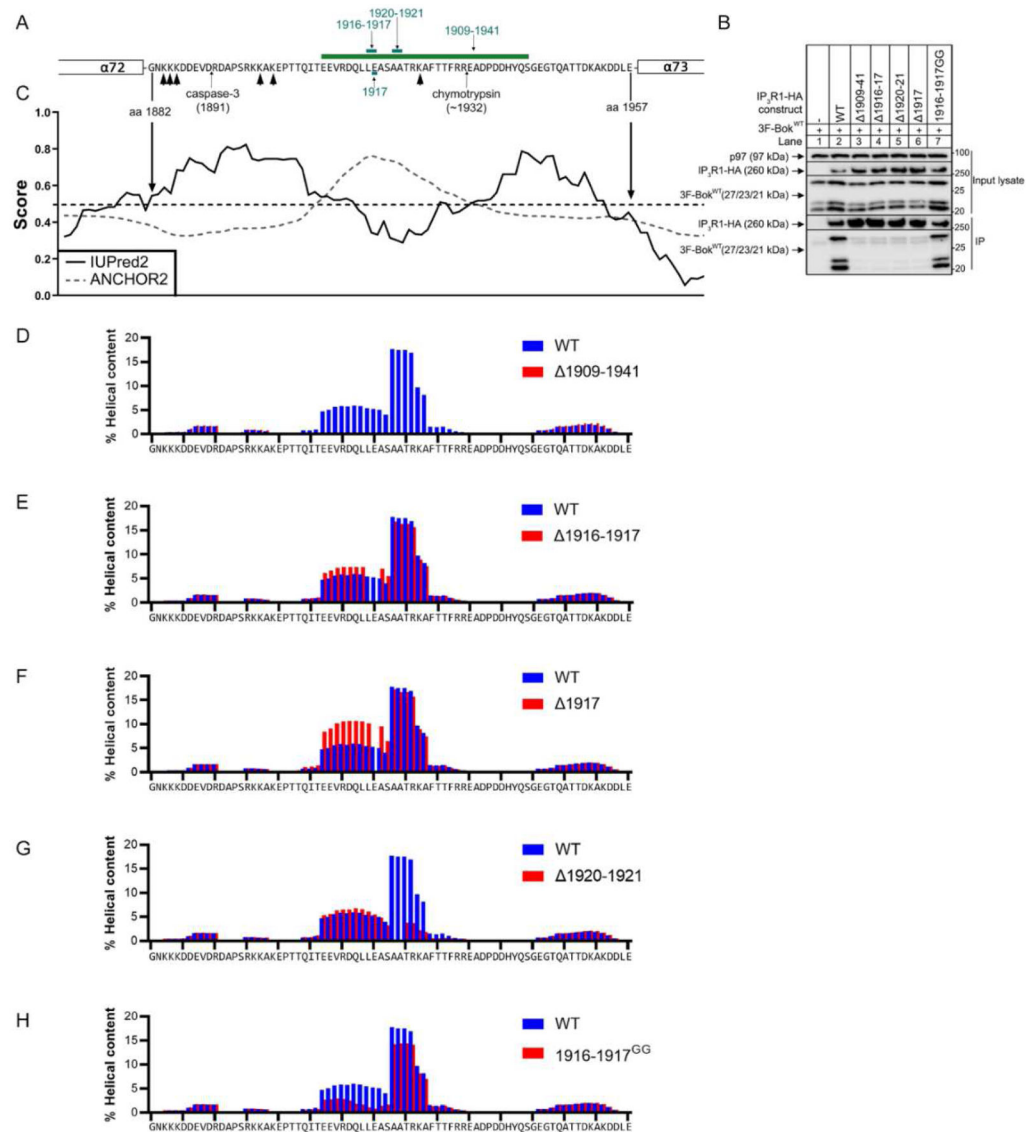 A
1920-1921
1916-1917
1909-1941
α72
GNKKKDDEVDRDAPSRKKAKEPTTQITEEVRDQLLEASAATRKAFTTFRREADPDDHYQSGEGTQATTDKAKDDLE
α73
caspase-3
(1891)
1917
chymotrypsin
(~1932)
aa 1882
aa 1957
B
IP3R1-HA
construct
-
WT
Δ1909-41
Δ1916-17
Δ1920-21
Δ1917
1916-1917GG
3F-BokWT
+ + + + + + +
Lane
1 2 3 4 5 6 7
p97 (97 kDa)
100
IP3R1-HA (260 kDa)
250
3F-BokWT(27/23/21 kDa)
25
20
Input lysate
IP3R1-HA (260 kDa)
250
3F-BokWT(27/23/21 kDa)
25
20
IP
C
Score
1.0
0.8
0.6
0.4
0.2
0.0
IUPred2
ANCHOR2
D
% Helical content
20
15
10
5
0
WT
Δ1909-1941
GNKKKDDEVDRDAPSRKKAKEPTTQITEEVRDQLLEASAATRKAFTTFRREADPDDHYQSGEGTQATTDKAKDDLE
E
% Helical content
20
15
10
5
0
WT
Δ1916-1917
GNKKKDDEVDRDAPSRKKAKEPTTQITEEVRDQLLEASAATRKAFTTFRREADPDDHYQSGEGTQATTDKAKDDLE
F
% Helical content
20
15
10
5
0
WT
Δ1917
GNKKKDDEVDRDAPSRKKAKEPTTQITEEVRDQLLEASAATRKAFTTFRREADPDDHYQSGEGTQATTDKAKDDLE
G
% Helical content
20
15
10
5
0
WT
Δ1920-1921
GNKKKDDEVDRDAPSRKKAKEPTTQITEEVRDQLLEASAATRKAFTTFRREADPDDHYQSGEGTQATTDKAKDDLE
H
% Helical content
20
15
10
5
0
WT
1916-1917GG
GNKKKDDEVDRDAPSRKKAKEPTTQITEEVRDQLLEASAATRKAFTTFRREADPDDHYQSGEGTQATTDKAKDDLE